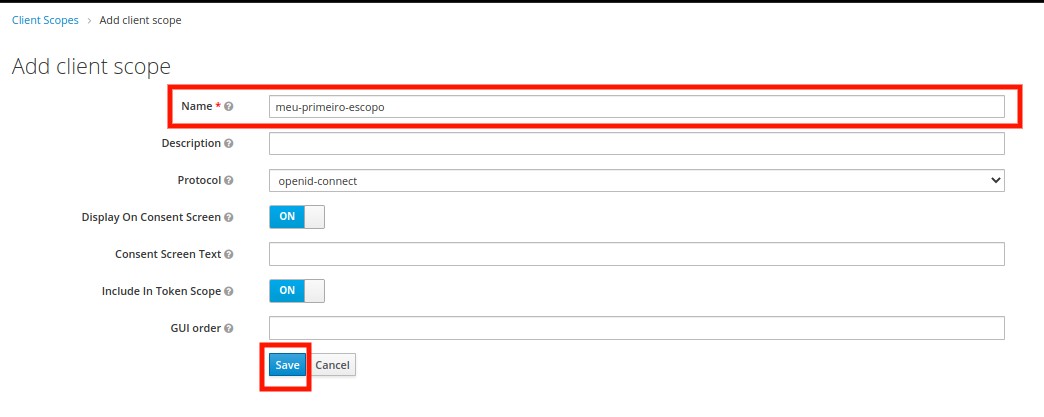 Client Scopes › Add client scope
Add client scope
Name *
meu-primeiro-escopo
Description
Protocol
openid-connect
Display On Consent Screen
ON
Consent Screen Text
Include In Token Scope
ON
GUI order
Save Cancel